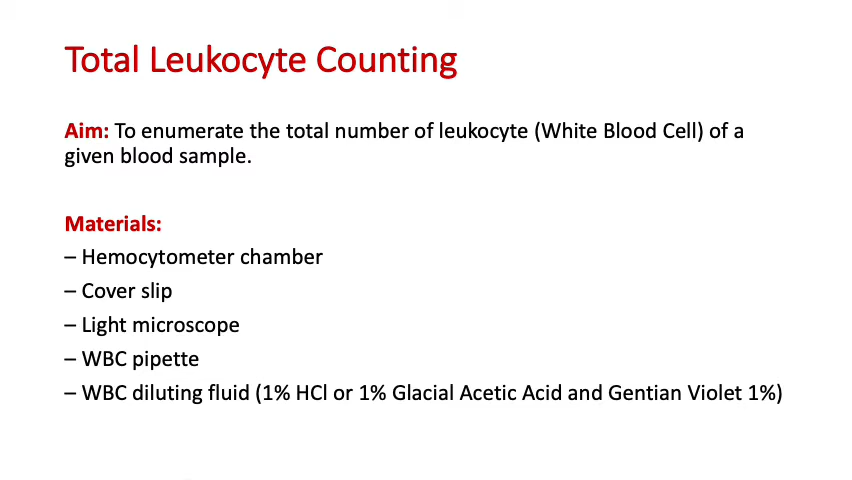 Total Leukocyte Counting
Aim: To enumerate the total number of leukocyte (White Blood Cell) of a
given blood sample.
Materials:
– Hemocytometer chamber
– Cover slip
– Light microscope
– WBC pipette
– WBC diluting fluid (1% HCl or 1% Glacial Acetic Acid and Gentian Violet 1%)